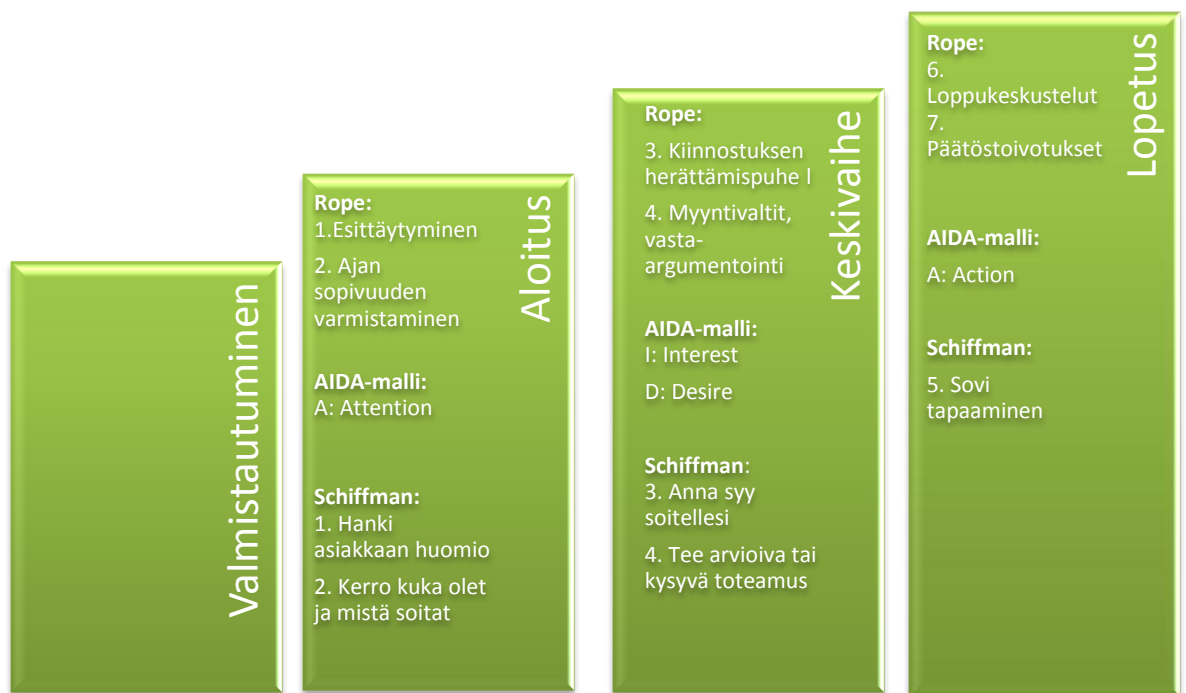 Valmistautuminen
Aloitus
Rope:
1.Esittäytyminen
2. Ajan
sopivuuden
varmistaminen
AIDA-malli:
A: Attention
Schiffman:
1. Hanki
asiakkaan huomio
2. Kerro kuka olet
ja mistä soitat
Keskivaihe
Rope:
3. Kiinnostuksen
herättämispuhe l
4. Myyntivaltit,
vasta-
argumentointi
AIDA-malli:
I: Interest
D: Desire
Schiffman:
3. Anna syy
soitellesi
4. Tee arvioiva tai
kysyvä toteamus
Lopetus
Rope:
6.
Loppukeskustelut
7.
Päätöstoivotukset
AIDA-malli:
A: Action
Schiffman:
5. Sovi
tapaaminen